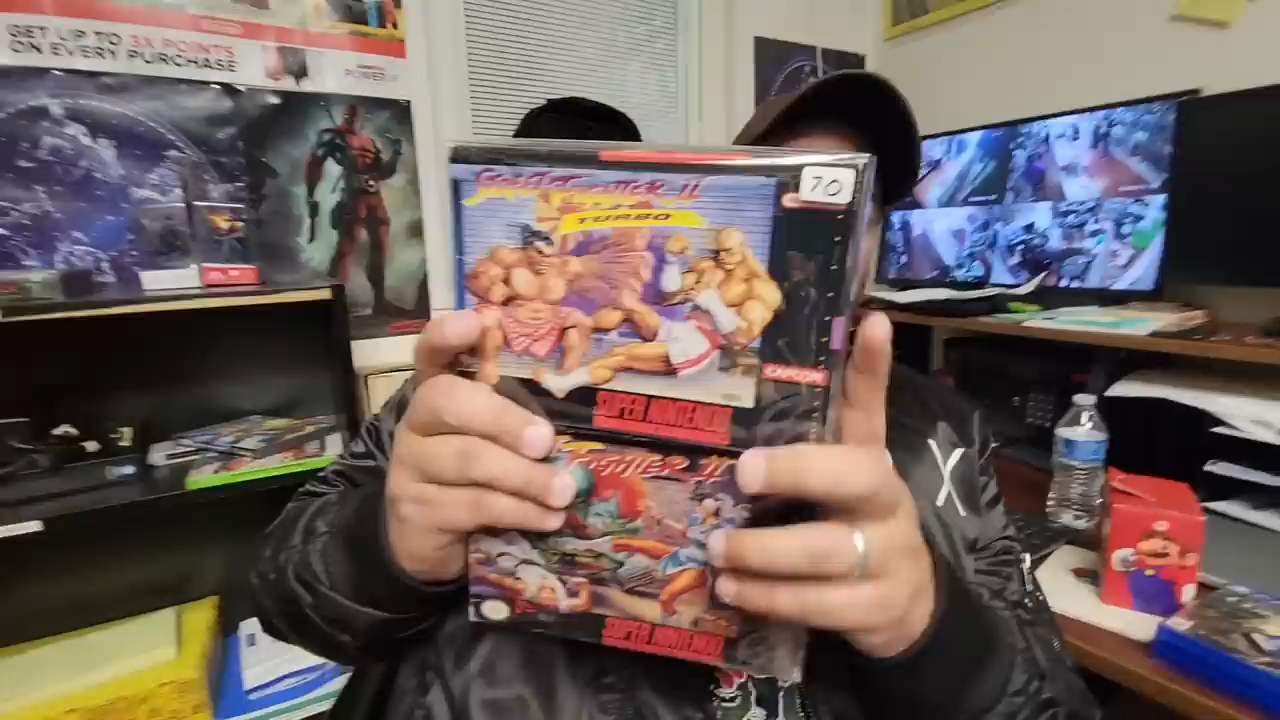 GET UP TO 3X POINTS
ON EVERY PURCHASE
POWER
STREET FIGHTER II
TURBO
70
CAPCOM
SUPER NINTENDO
FIGHTER II
SUPER NINTENDO
X